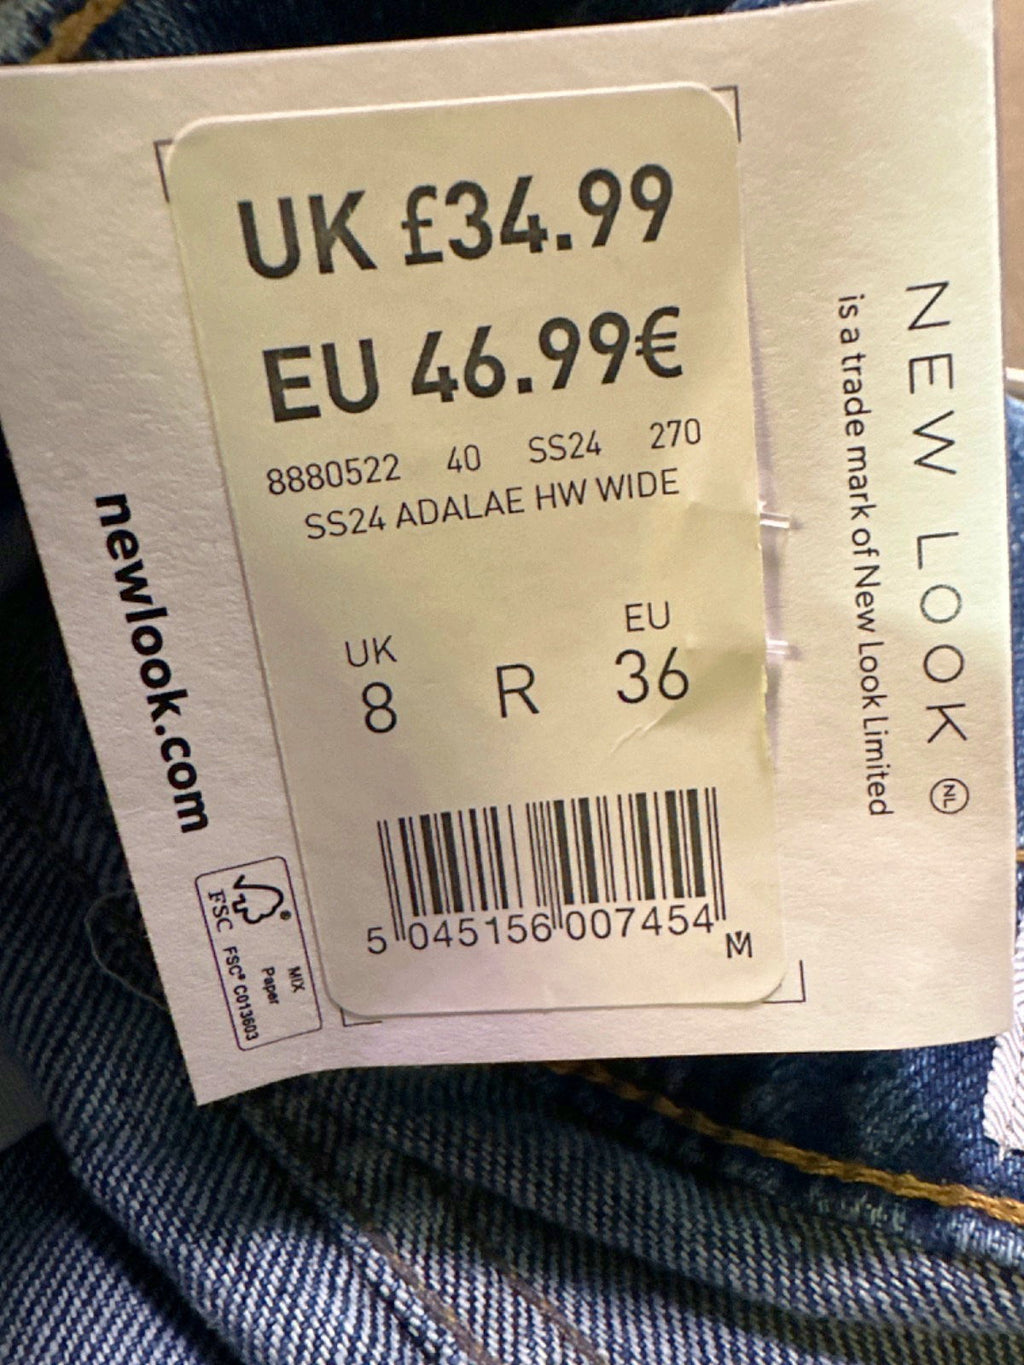 UK £34.99
EU 46.99€
8880522 40 SS24 270
SS24 ADALAE HW WIDE
UK EU
8 R 36
5 045156 007454
M
newlook.com
FSC
FSC® C013603
MIX
Paper
NEW LOOK NL
is a trade mark of New Look Limited